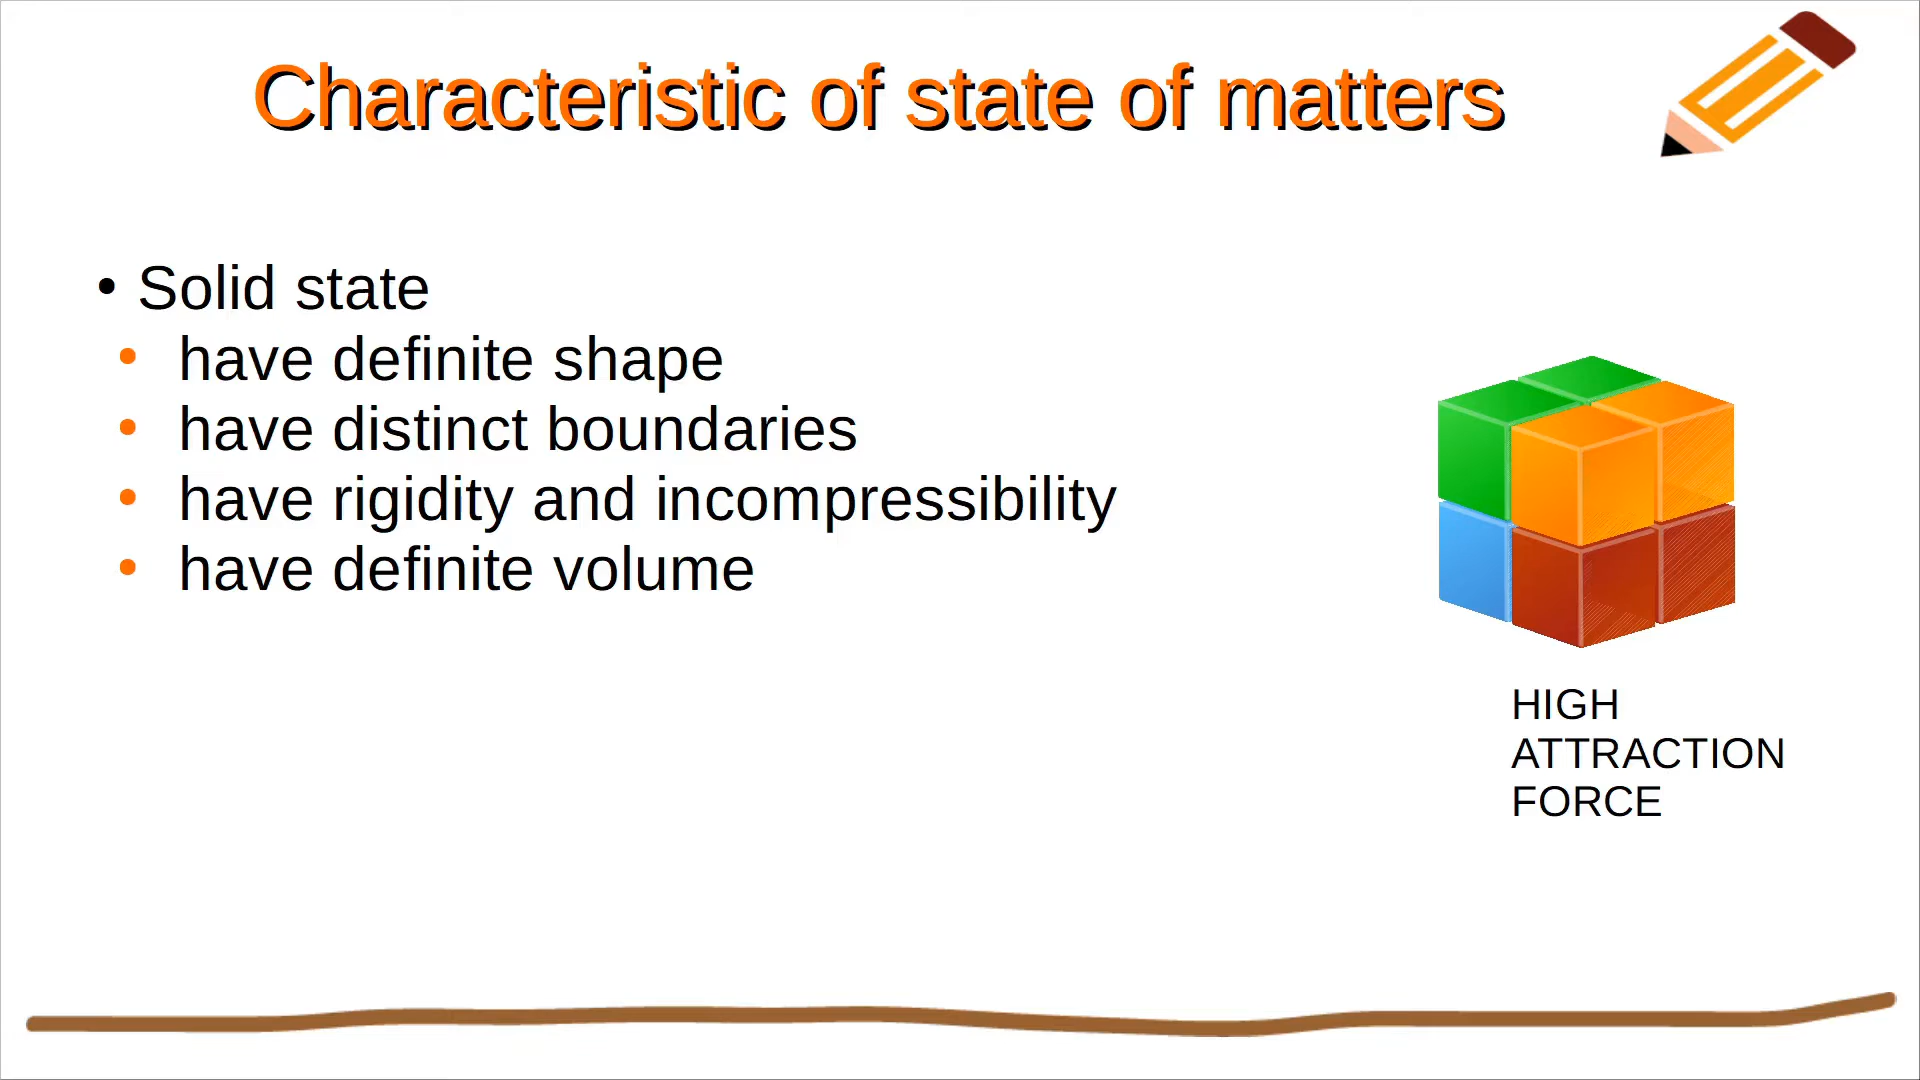 Characteristic of state of matters
• Solid state
• have definite shape
• have distinct boundaries
• have rigidity and incompressibility
• have definite volume
HIGH
ATTRACTION
FORCE